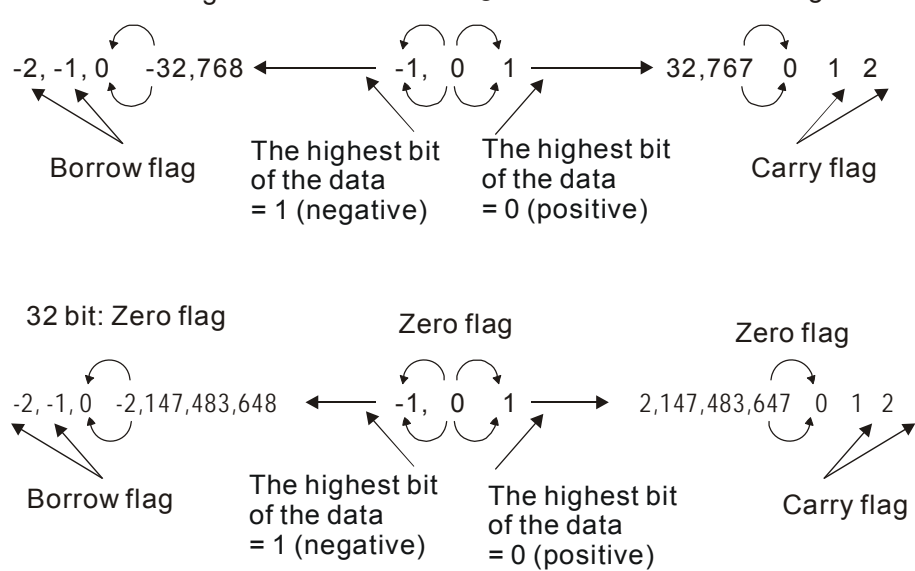 -2, -1, 0 -32,768 -1, 0 1 32,767 0 1 2
Borrow flag
The highest bit
of the data
= 1 (negative)
The highest bit
of the data
= 0 (positive)
Carry flag
32 bit: Zero flag
Zero flag
Zero flag
-2, -1, 0 -2,147,483,648 -1, 0 1 2,147,483,647 0 1 2
Borrow flag
The highest bit
of the data
= 1 (negative)
The highest bit
of the data
= 0 (positive)
Carry flag